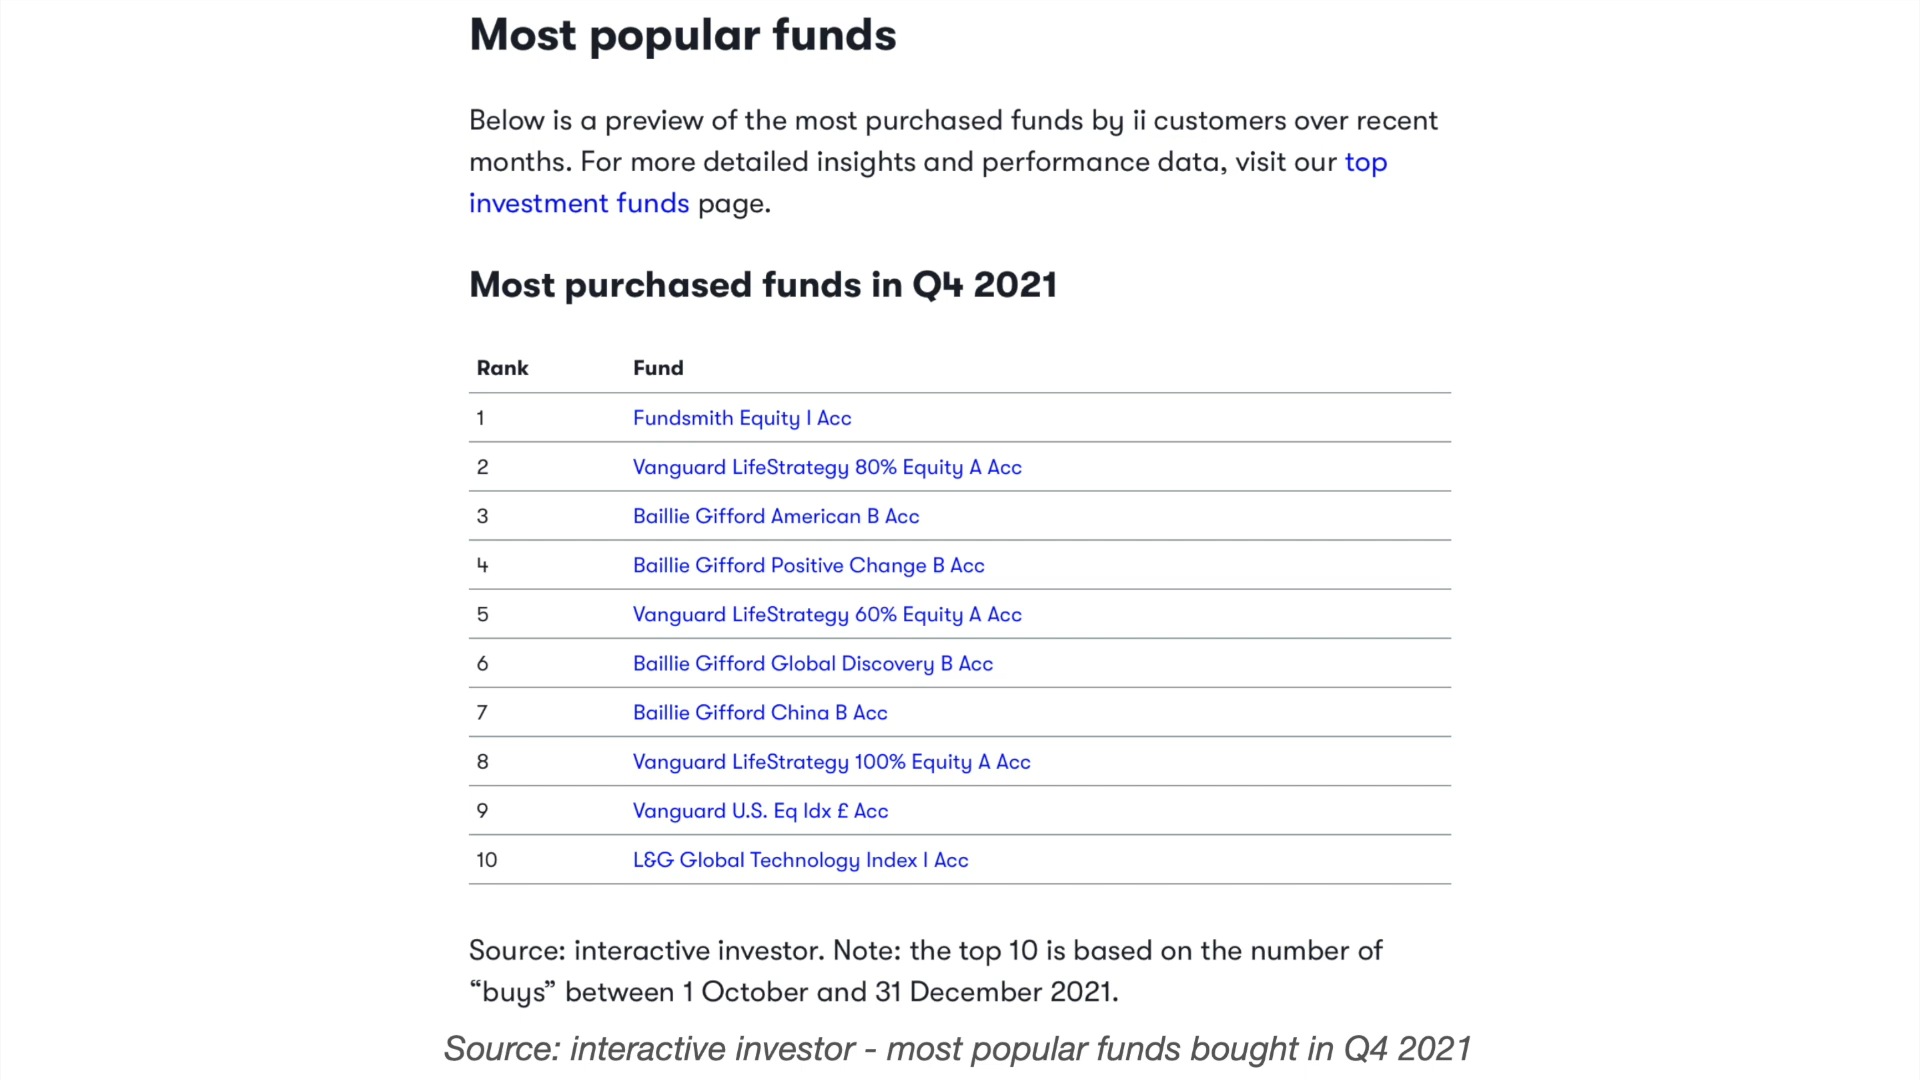 Most popular funds
Below is a preview of the most purchased funds by ii customers over recent
months. For more detailed insights and performance data, visit our top
investment funds page.
Most purchased funds in Q4 2021
Rank Fund
1 Fundsmith Equity I Acc
2 Vanguard LifeStrategy 80% Equity A Acc
3 Baillie Gifford American B Acc
4 Baillie Gifford Positive Change B Acc
5 Vanguard LifeStrategy 60% Equity A Acc
6 Baillie Gifford Global Discovery B Acc
7 Baillie Gifford China B Acc
8 Vanguard LifeStrategy 100% Equity A Acc
9 Vanguard U.S. Eq Idx £ Acc
10 L&G Global Technology Index I Acc
Source: interactive investor. Note: the top 10 is based on the number of
“buys” between 1 October and 31 December 2021.
Source: interactive investor - most popular funds bought in Q4 2021